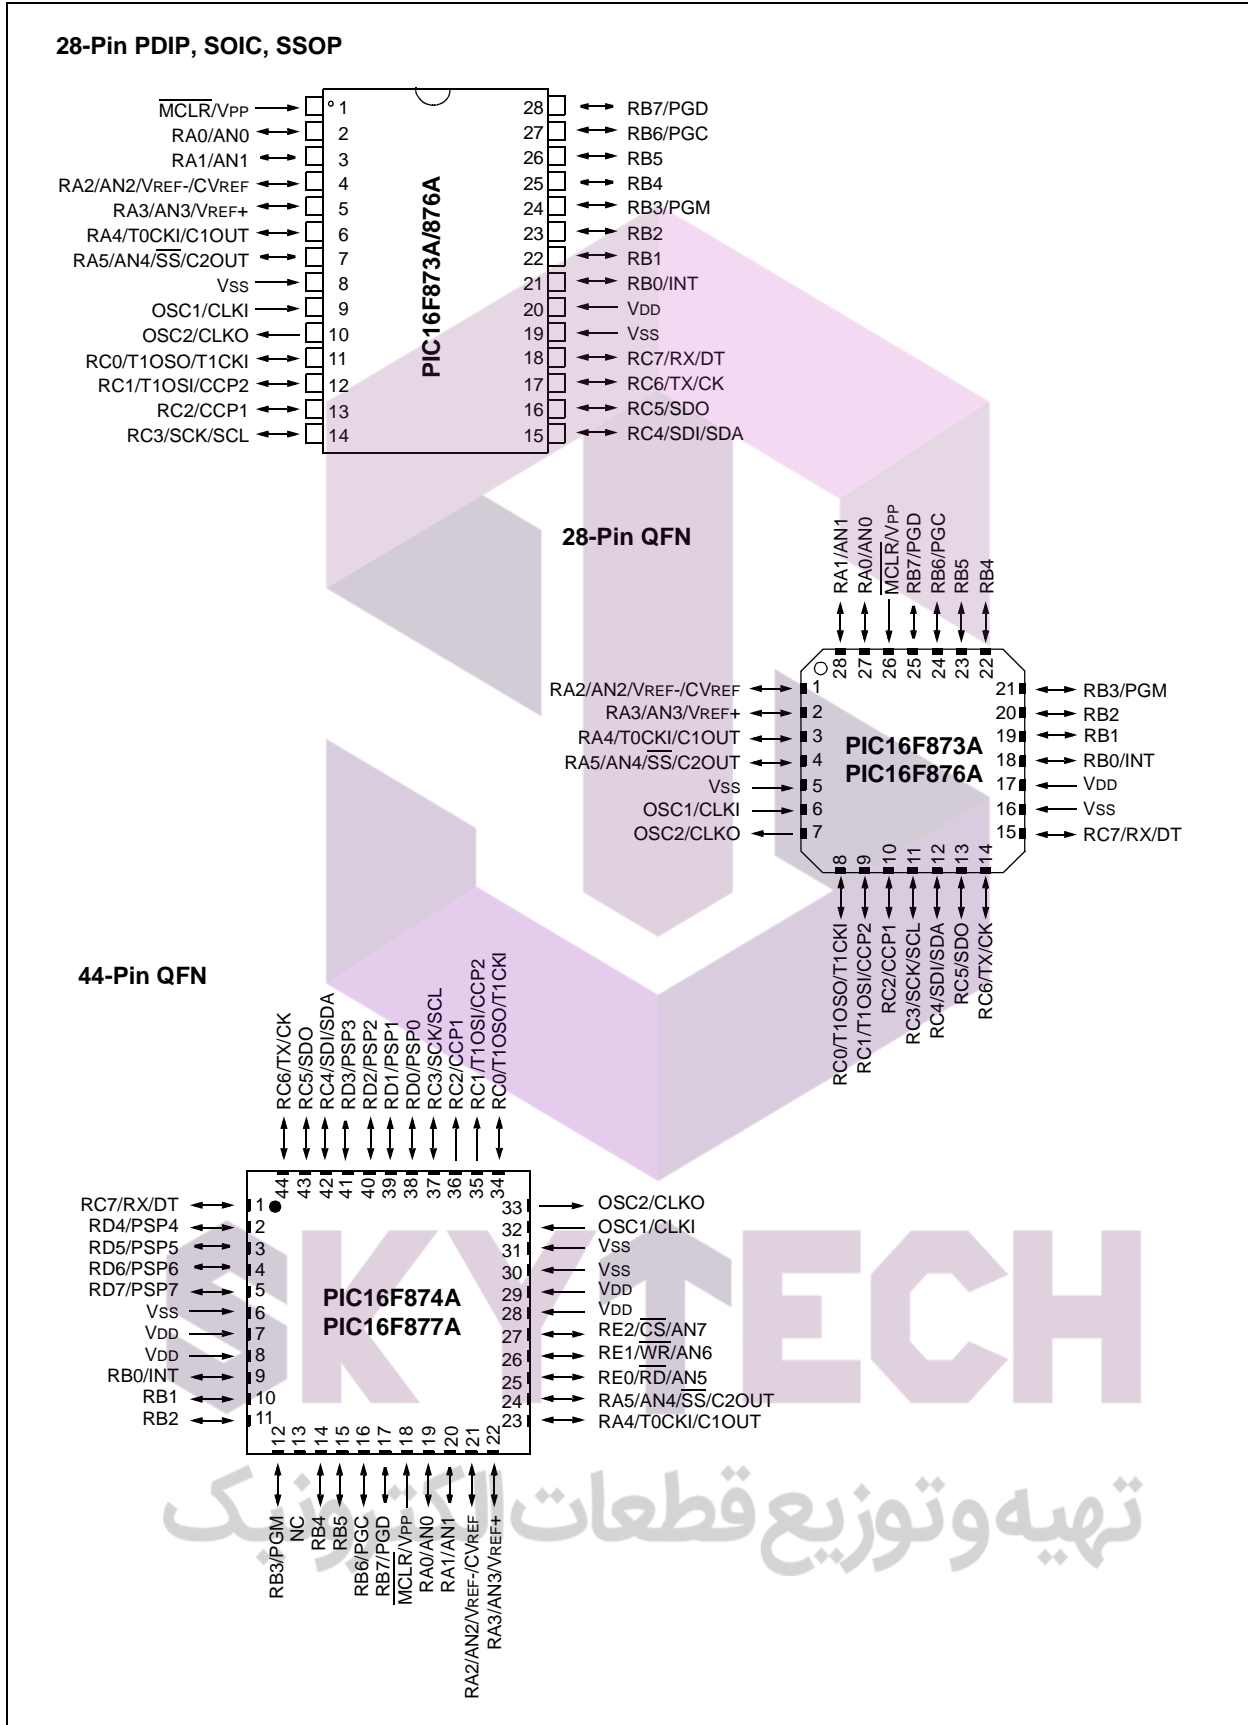 28-Pin PDIP, SOIC, SSOP
MCLR/VPP 1 28 RB7/PGD
RA0/AN0 2 27 RB6/PGC
RA1/AN1 3 26 RB5
RA2/AN2/VREF-/CVREF 4 25 RB4
RA3/AN3/VREF+ 5 24 RB3/PGM
RA4/T0CKI/C1OUT 6 23 RB2
RA5/AN4/SS/C2OUT 7 22 RB1
VSS 8 21 RB0/INT
OSC1/CLKI 9 20 VDD
OSC2/CLKO 10 19 VSS
RC0/T1OSO/T1CKI 11 18 RC7/RX/DT
RC1/T1OSI/CCP2 12 17 RC6/TX/CK
RC2/CCP1 13 16 RC5/SDO
RC3/SCK/SCL 14 15 RC4/SDI/SDA
PIC16F873A/876A
28-Pin QFN
RA1/AN1
RA0/AN0
MCLR/VPP
RB7/PGD
RB6/PGC
RB5
RB4
28 27 26 25 24 23 22
RA2/AN2/VREF-/CVREF 1 21 RB3/PGM
RA3/AN3/VREF+ 2 20 RB2
RA4/T0CKI/C1OUT 3 19 RB1
RA5/AN4/SS/C2OUT 4 18 RB0/INT
VSS 5 17 VDD
OSC1/CLKI 6 16 VSS
OSC2/CLKO 7 15 RC7/RX/DT
PIC16F873A
PIC16F876A
8 9 10 11 12 13 14
RC0/T1OSO/T1CKI
RC1/T1OSI/CCP2
RC2/CCP1
RC3/SCK/SCL
RC4/SDI/SDA
RC5/SDO
RC6/TX/CK
44-Pin QFN
RC6/TX/CK
RC5/SDO
RC4/SDI/SDA
RD3/PSP3
RD2/PSP2
RD1/PSP1
RD0/PSP0
RC3/SCK/SCL
RC2/CCP1
RC1/T1OSI/CCP2
RC0/T1OSO/T1CKI
44 43 42 41 40 39 38 37 36 35 34
RC7/RX/DT 1 33 OSC2/CLKO
RD4/PSP4 2 32 OSC1/CLKI
RD5/PSP5 3 31 VSS
RD6/PSP6 4 30 VSS
RD7/PSP7 5 29 VDD
VSS 6 28 VDD
VDD 7 27 RE2/CS/AN7
VDD 8 26 RE1/WR/AN6
RB0/INT 9 25 RE0/RD/AN5
RB1 10 24 RA5/AN4/SS/C2OUT
RB2 11 23 RA4/T0CKI/C1OUT
PIC16F874A
PIC16F877A
12 13 14 15 16 17 18 19 20 21 22
RB3/PGM
NC
RB4
RB5
RB6/PGC
RB7/PGD
MCLR/VPP
RA0/AN0
RA1/AN1
RA2/AN2/VREF-/CVREF
RA3/AN3/VREF+
SKYTECH
تهیه و توزیع قطعات الکترونیک